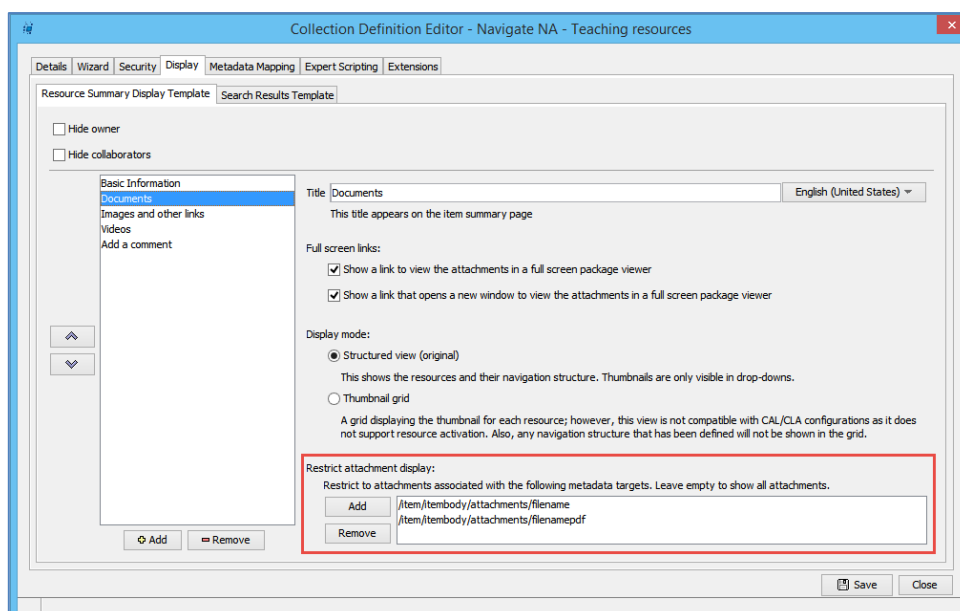 Collection Definition Editor - Navigate NA - Teaching resources
Details Wizard Security Display Metadata Mapping Expert Scripting Extensions
Resource Summary Display Template Search Results Template
Hide owner
Hide collaborators
Basic Information
Documents
Images and other links
Videos
Add a comment
Add Remove
Title Documents English (United States)
This title appears on the item summary page
Full screen links:
Show a link to view the attachments in a full screen package viewer
Show a link that opens a new window to view the attachments in a full screen package viewer
Display mode:
Structured view (original)
This shows the resources and their navigation structure. Thumbnails are only visible in drop-downs.
Thumbnail grid
A grid displaying the thumbnail for each resource; however, this view is not compatible with CAL/CLA configurations as it does
not support resource activation. Also, any navigation structure that has been defined will not be shown in the grid.
Restrict attachment display:
Restrict to attachments associated with the following metadata targets. Leave empty to show all attachments.
Add /item/itembody/attachments/filename
/item/itembody/attachments/filenamepdf
Remove
Save Close